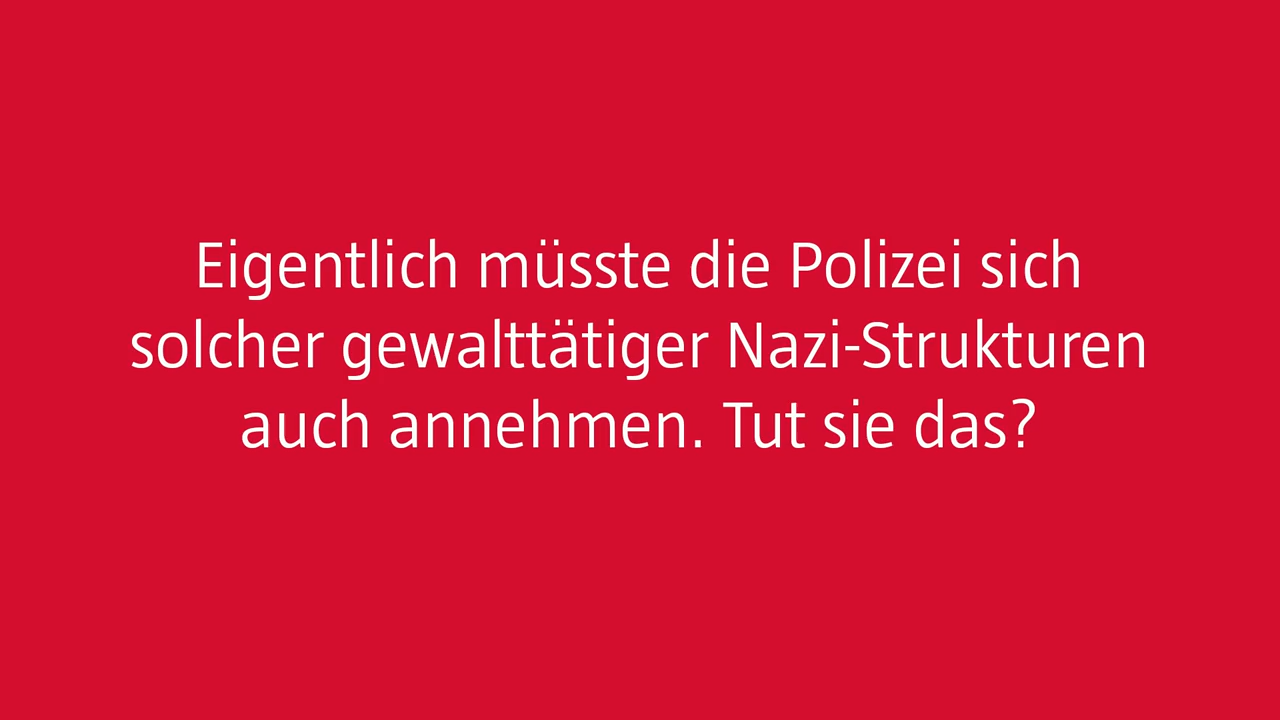 Eigentlich müsste die Polizei sich
solcher gewalttätiger Nazi-Strukturen
auch annehmen. Tut sie das?